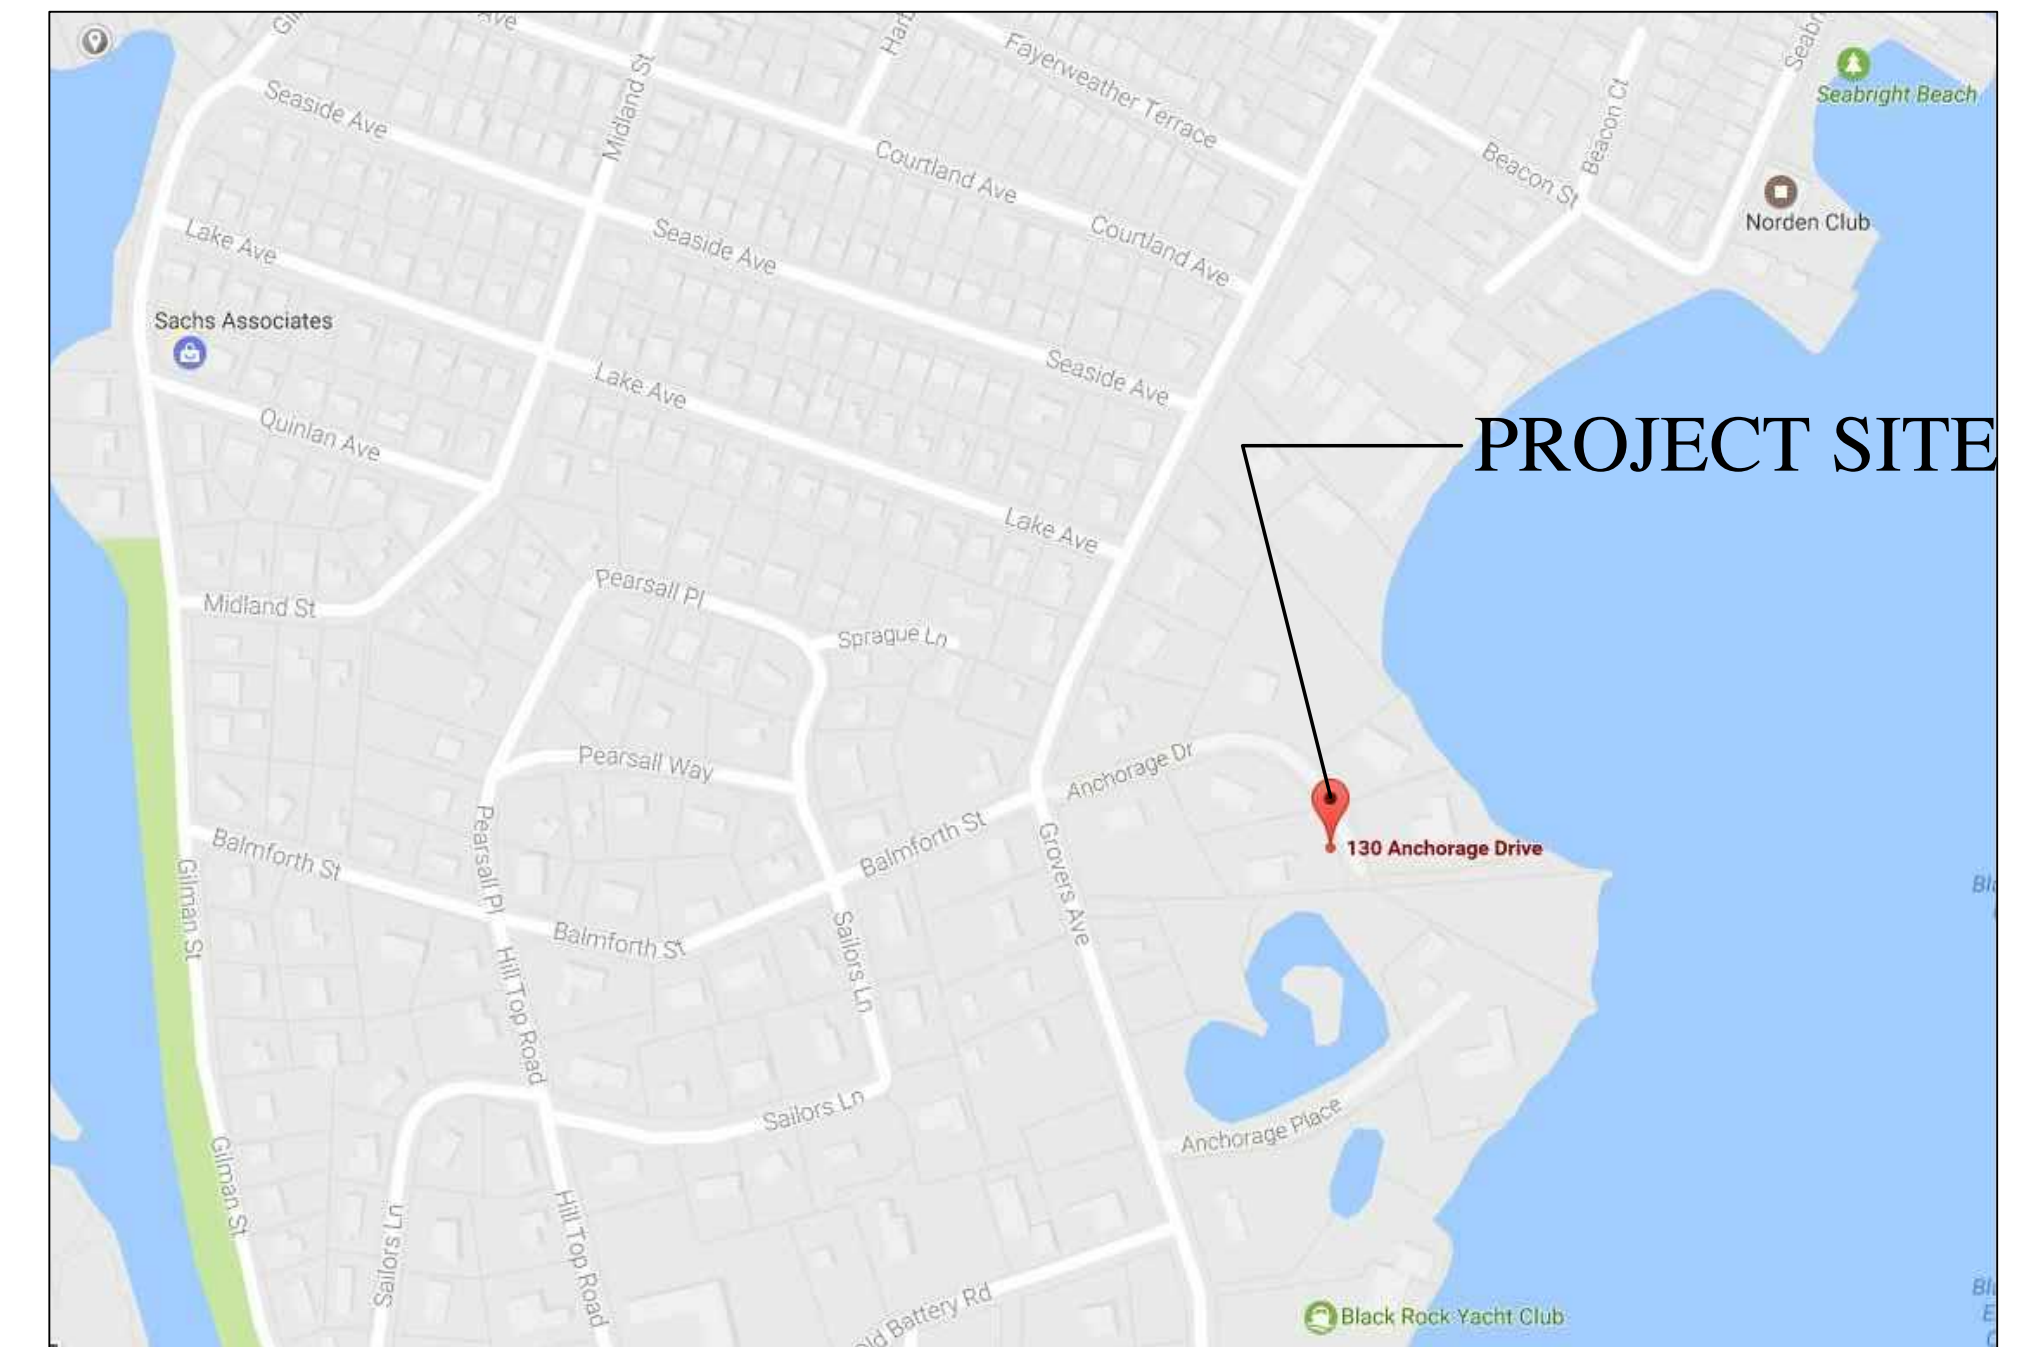 Ave
Seabright Beach
Fayerweather Terrace
Midland St
Seaside Ave
Beacon Ct
Courtland Ave
Beacon St
Norden Club
Lake Ave
Seaside Ave
Courtland Ave
Sachs Associates
Seaside Ave
Lake Ave
Quinlan Ave
PROJECT SITE
Lake Ave
Pearsall Pl
Midland St
Sprague Ln
Pearsall Way
Anchorage Dr
Pearsall Pl
Balmforth St
Balmforth St
Grovers Ave
130 Anchorage Drive
Gilman St
Balmforth St
Sailors Ln
Hill Top Road
Sailors Ln
Anchorage Place
Gilman St
Sailors Ln
Hill Top Road
Battery Rd
Black Rock Yacht Club